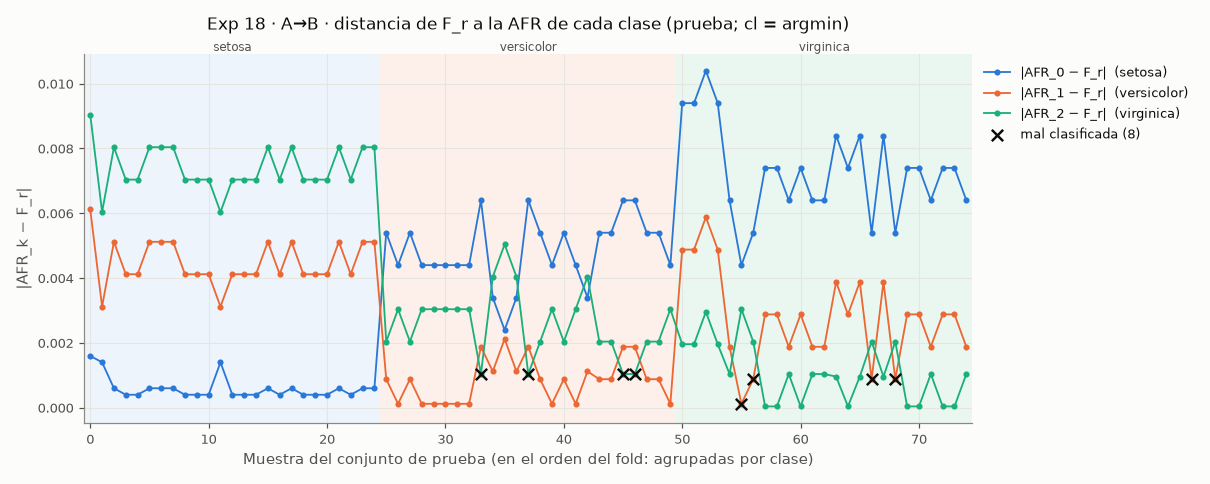 Exp 18 · A→B · distancia de F_r a la AFR de cada clase (prueba; cl = argmin)
setosa
versicolor
virginica
|AFR_0 − F_r| (setosa)
|AFR_1 − F_r| (versicolor)
|AFR_2 − F_r| (virginica)
mal clasificada (8)
|AFR_k − F_r|
0.010
0.008
0.006
0.004
0.002
0.000
0
10
20
30
40
50
60
70
Muestra del conjunto de prueba (en el orden del fold: agrupadas por clase)